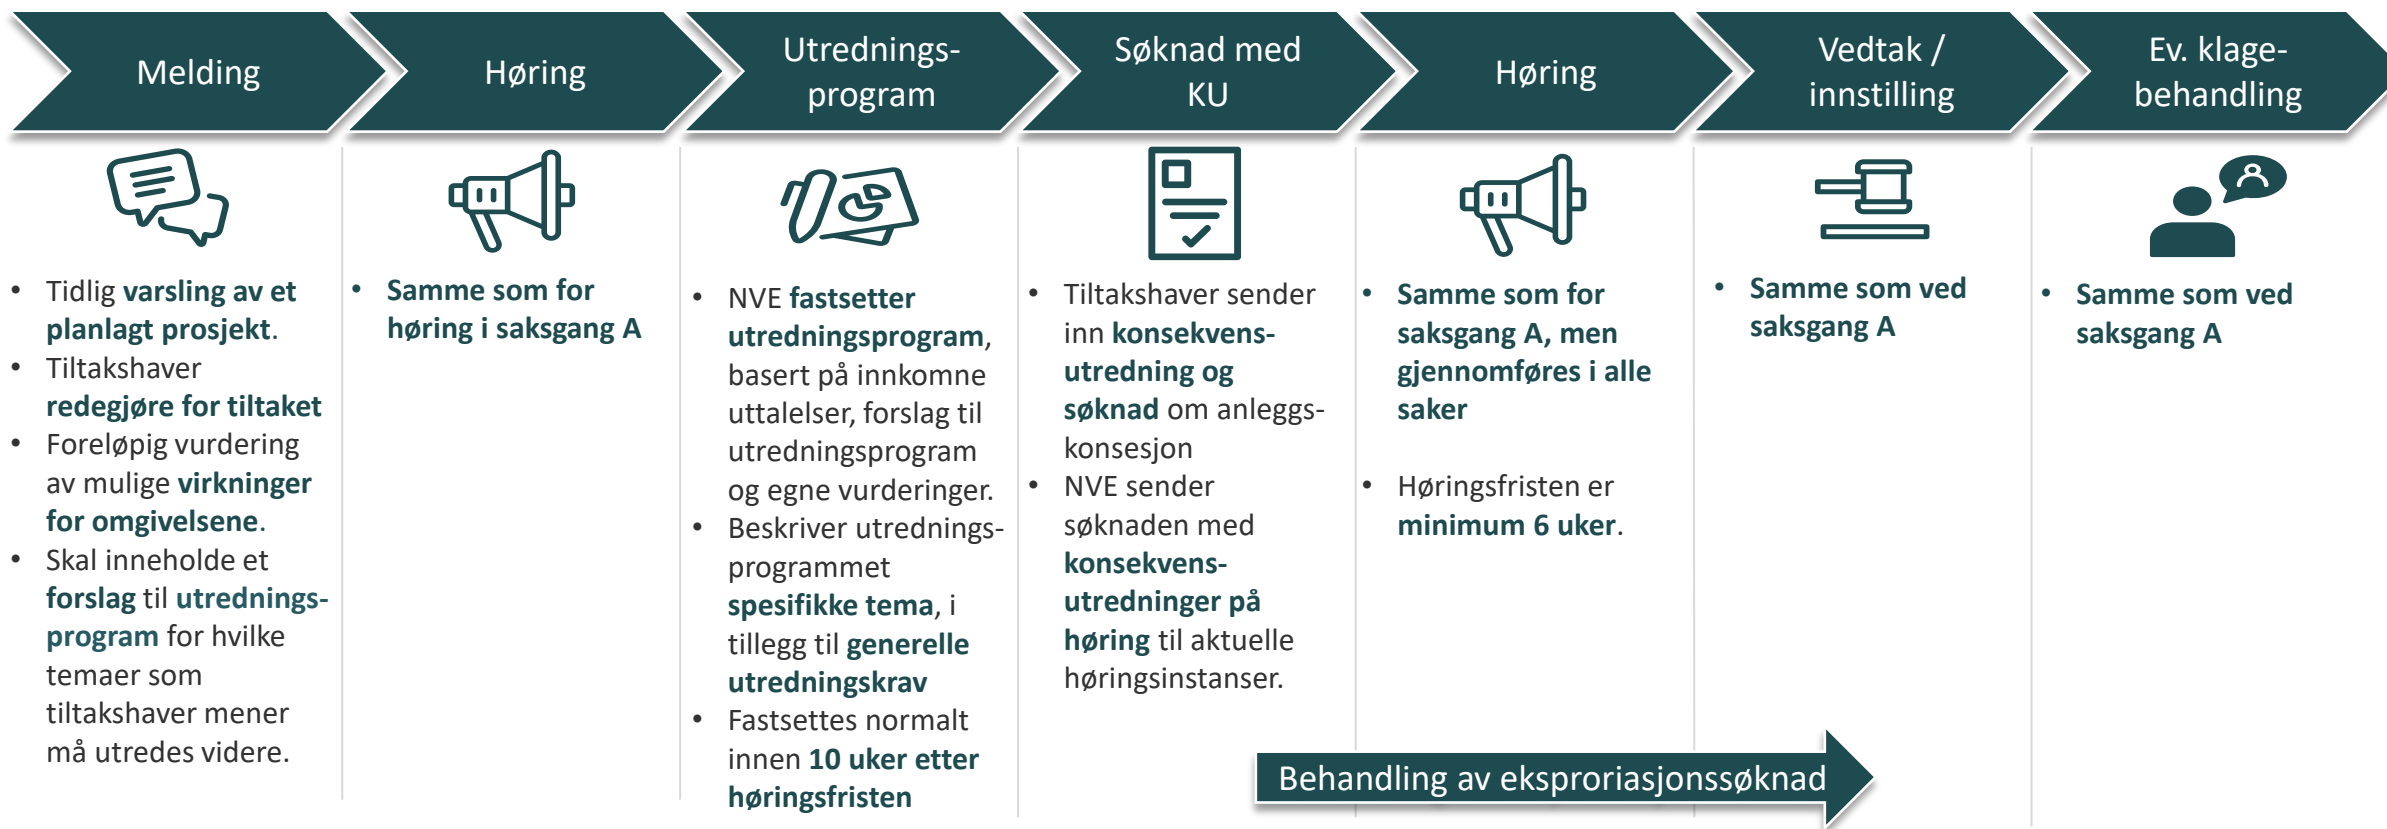 Melding
Høring
Utrednings-
program
Søknad med
KU
Høring
Vedtak /
innstilling
Ev. klage-
behandling
• Tidlig varsling av et
planlagt prosjekt.
• Tiltakshaver
redegjøre for tiltaket
• Foreløpig vurdering
av mulige virkninger
for omgivelsene.
• Skal inneholde et
forslag til utrednings-
program for hvilke
temaer som
tiltakshaver mener
må utredes videre.
• Samme som for
høring i saksgang A
• NVE fastsetter
utredningsprogram,
basert på innkomne
uttalelser, forslag til
utredningsprogram
og egne vurderinger.
• Beskriver utrednings-
programmet
spesifikke tema, i
tillegg til generelle
utredningskrav
• Fastsettes normalt
innen 10 uker etter
høringsfristen
• Tiltakshaver sender
inn konsekvens-
utredning og
søknad om anleggs-
konsesjon
• NVE sender
søknaden med
konsekvens-
utredninger på
høring til aktuelle
høringsinstanser.
• Samme som for
saksgang A, men
gjennomføres i alle
saker
• Høringsfristen er
minimum 6 uker.
• Samme som ved
saksgang A
• Samme som ved
saksgang A
Behandling av eksproriasjonssøknad